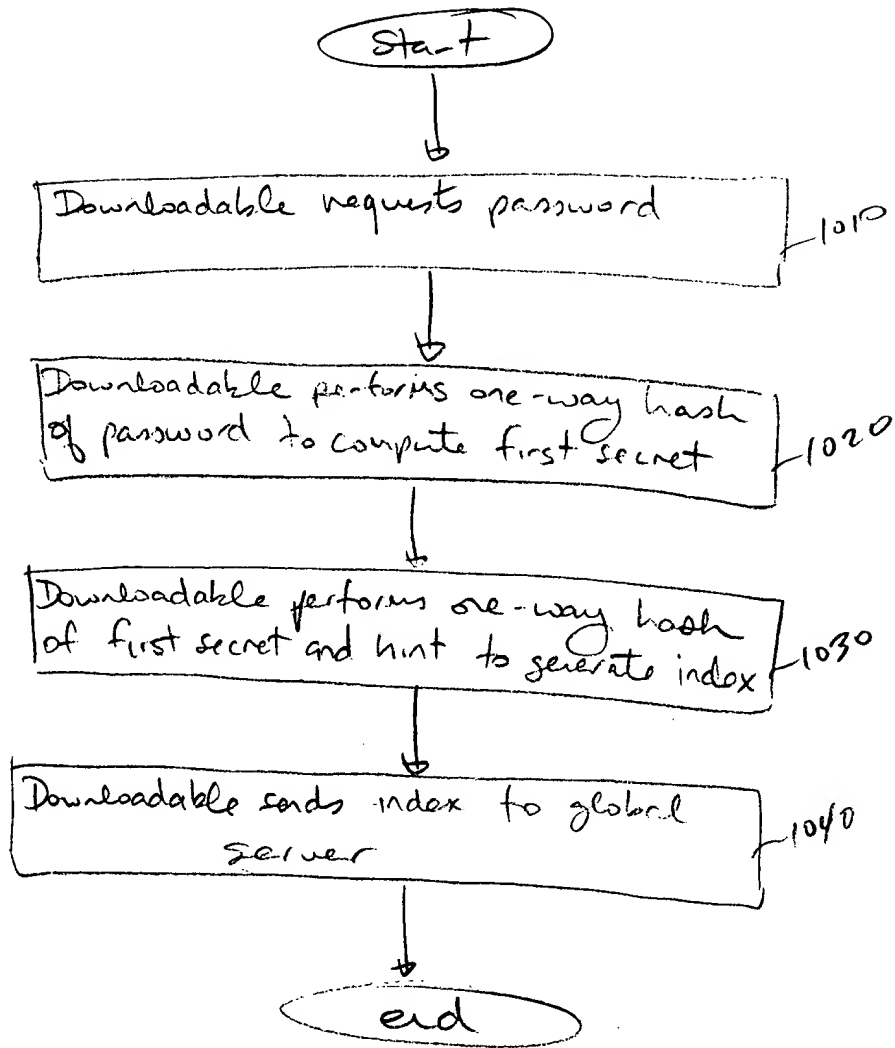 Start
Downloadable requests password
1010
Downloadable performs one-way hash
of password to compute first secret
1020
Downloadable performs one-way hash
of first secret and hint to generate index
1030
Downloadable sends index to global
server
1040
end